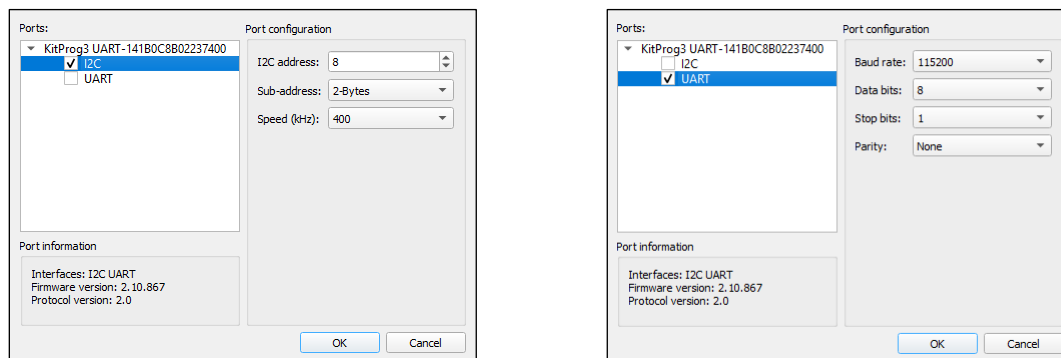 Ports:
KitProg3 UART-141B0C8B02237400
I2C
UART
Port configuration
I2C address: 8
Sub-address: 2-Bytes
Speed (kHz): 400
Port information
Interfaces: I2C UART
Firmware version: 2.10.867
Protocol version: 2.0
OK Cancel
Ports:
KitProg3 UART-141B0C8B02237400
I2C
UART
Port configuration
Baud rate: 115200
Data bits: 8
Stop bits: 1
Parity: None
Port information
Interfaces: I2C UART
Firmware version: 2.10.867
Protocol version: 2.0
OK Cancel